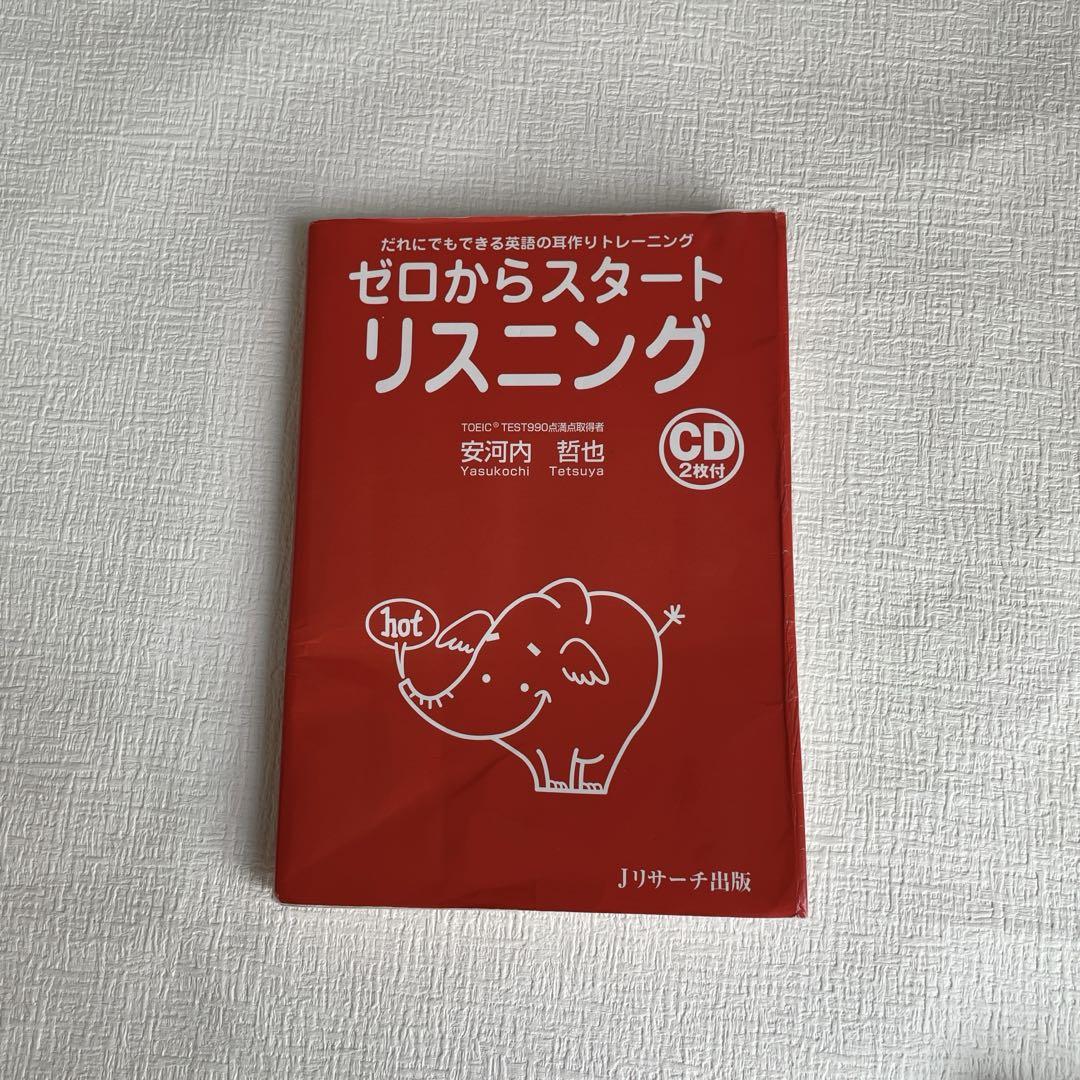 だれにでもできる英語の耳作りトレーニング
ゼロからスタート
リスニング
TOEIC® TEST990点満点取得者
安河内 哲也
Yasukochi Tetsuya
CD
2枚付
hot
Jリサーチ出版